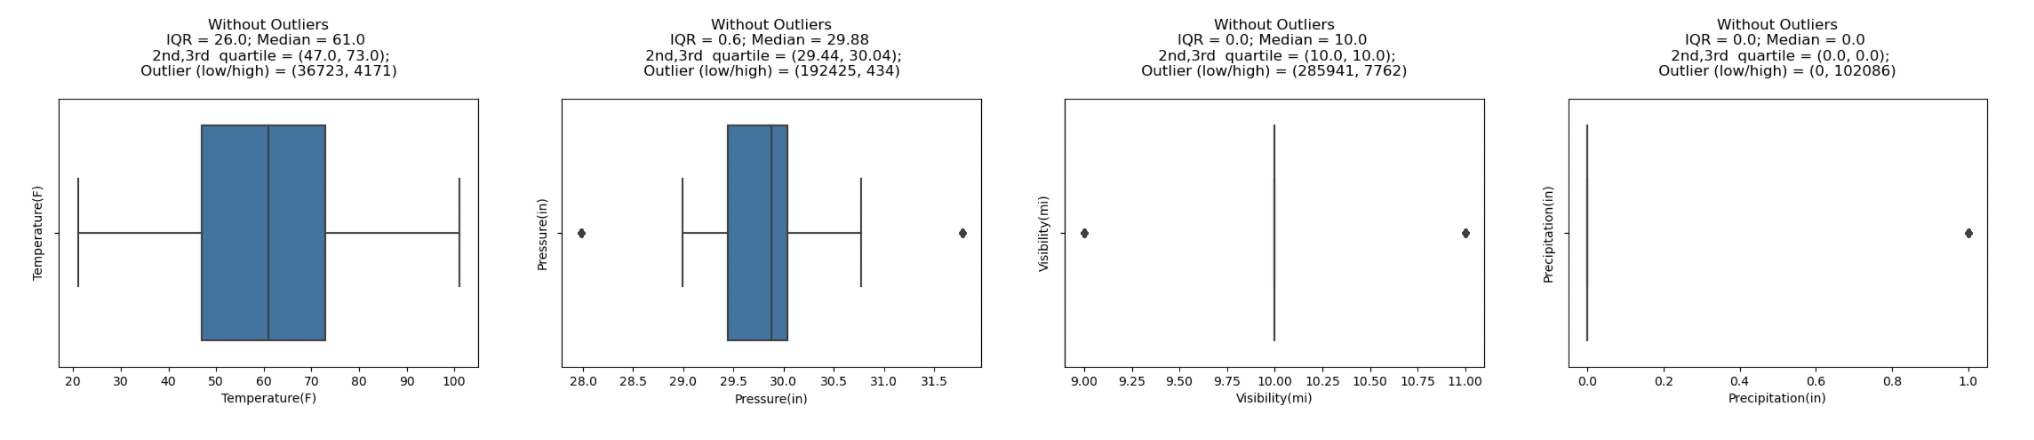 Without Outliers
IQR = 26.0; Median = 61.0
2nd,3rd  quartile = (47.0, 73.0);
Outlier (low/high) = (36723, 4171)
Temperature(F)
20 30 40 50 60 70 80 90 100
Temperature(F)
Without Outliers
IQR = 0.6; Median = 29.88
2nd,3rd  quartile = (29.44, 30.04);
Outlier (low/high) = (192425, 434)
Pressure(in)
28.0 28.5 29.0 29.5 30.0 30.5 31.0 31.5
Pressure(in)
Without Outliers
IQR = 0.0; Median = 10.0
2nd,3rd  quartile = (10.0, 10.0);
Outlier (low/high) = (285941, 7762)
Visibility(mi)
9.00 9.25 9.50 9.75 10.00 10.25 10.50 10.75 11.00
Visibility(mi)
Without Outliers
IQR = 0.0; Median = 0.0
2nd,3rd  quartile = (0.0, 0.0);
Outlier (low/high) = (0, 102086)
Precipitation(in)
0.0 0.2 0.4 0.6 0.8 1.0
Precipitation(in)